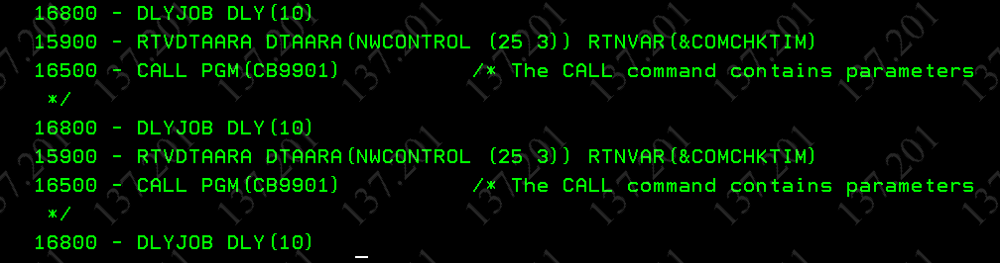 16800 - DLYJOB DLY(10)
15900 - RTVDTAARA DTAARA(NWCONTROL (25 3)) RTNVAR(&COMCHKTIM)
16500 - CALL PGM(CB9901)             /* The CALL command contains parameters
*/
16800 - DLYJOB DLY(10)
15900 - RTVDTAARA DTAARA(NWCONTROL (25 3)) RTNVAR(&COMCHKTIM)
16500 - CALL PGM(CB9901)             /* The CALL command contains parameters
*/
16800 - DLYJOB DLY(10)
137.201